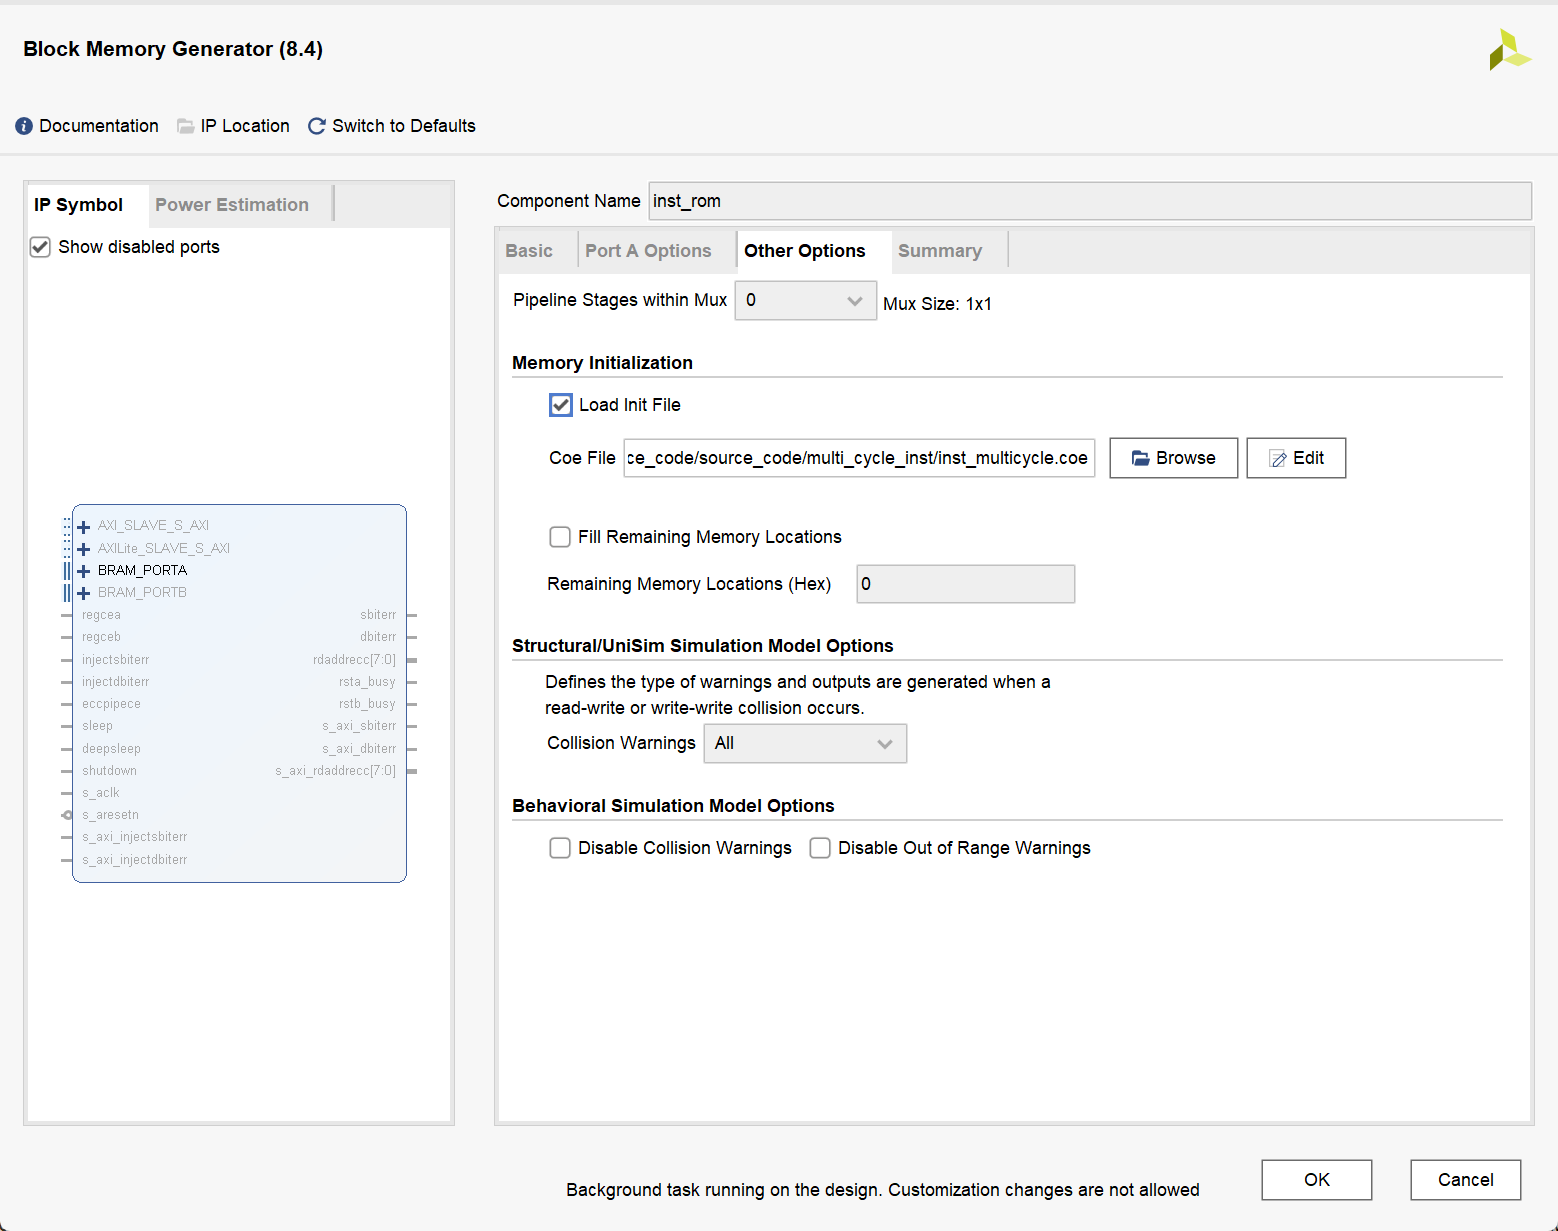 Block Memory Generator (8.4)
Documentation IP Location Switch to Defaults
IP Symbol Power Estimation
Show disabled ports
AXI_SLAVE_S_AXI
AXILite_SLAVE_S_AXI
BRAM_PORTA
BRAM_PORTB
regcea sbiterr
regceb dbiterr
injectsbiterr rdaddrecc[7:0]
injectdbiterr rsta_busy
eccpipece rstb_busy
sleep s_axi_sbiterr
deepsleep s_axi_dbiterr
shutdown s_axi_rdaddrecc[7:0]
s_aclk
s_aresetn
s_axi_injectsbiterr
s_axi_injectdbiterr
Component Name inst_rom
Basic Port A Options Other Options Summary
Pipeline Stages within Mux 0 Mux Size: 1x1
Memory Initialization
Load Init File
Coe File ce_code/source_code/multi_cycle_inst/inst_multicycle.coe Browse Edit
Fill Remaining Memory Locations
Remaining Memory Locations (Hex) 0
Structural/UniSim Simulation Model Options
Defines the type of warnings and outputs are generated when a
read-write or write-write collision occurs.
Collision Warnings All
Behavioral Simulation Model Options
Disable Collision Warnings Disable Out of Range Warnings
Background task running on the design. Customization changes are not allowed OK Cancel